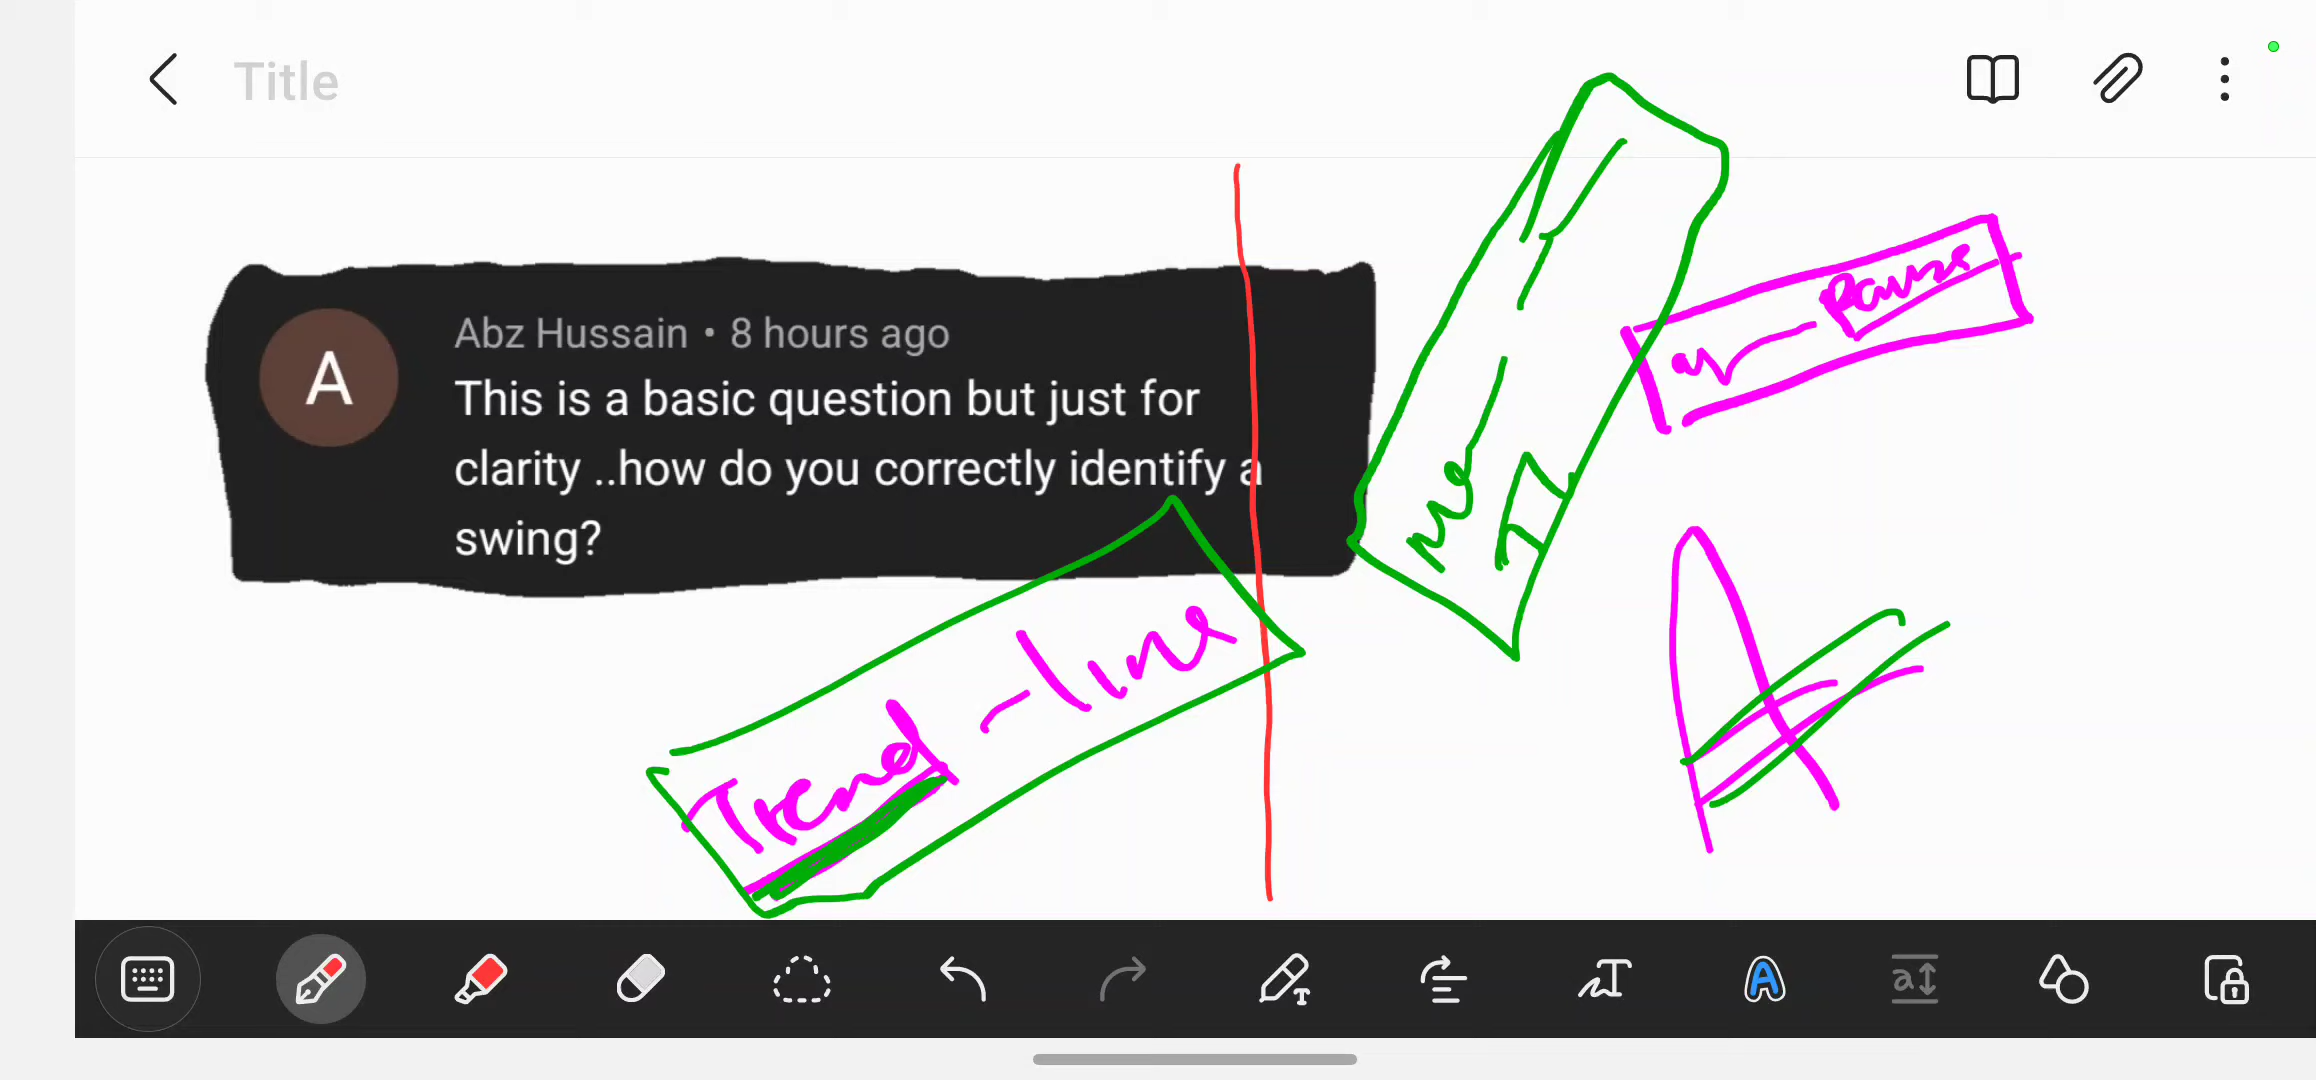 Title
Abz Hussain • 8 hours ago
This is a basic question but just for
clarity ..how do you correctly identify a
swing?
Trend - line